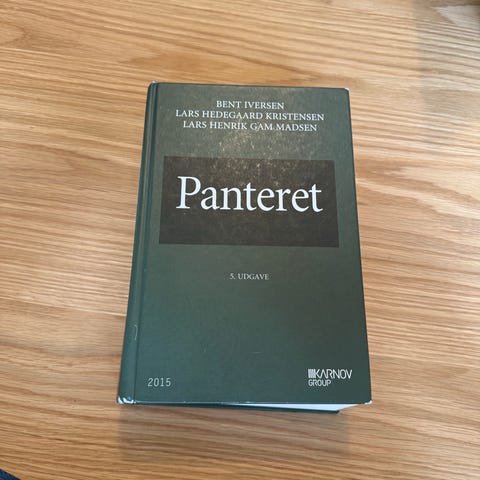 BENT IVERSEN
LARS HEDEGAARD KRISTENSEN
LARS HENRIK GAM MADSEN
Panteret
5. UDGAVE
2015
KARNOV
GROUP